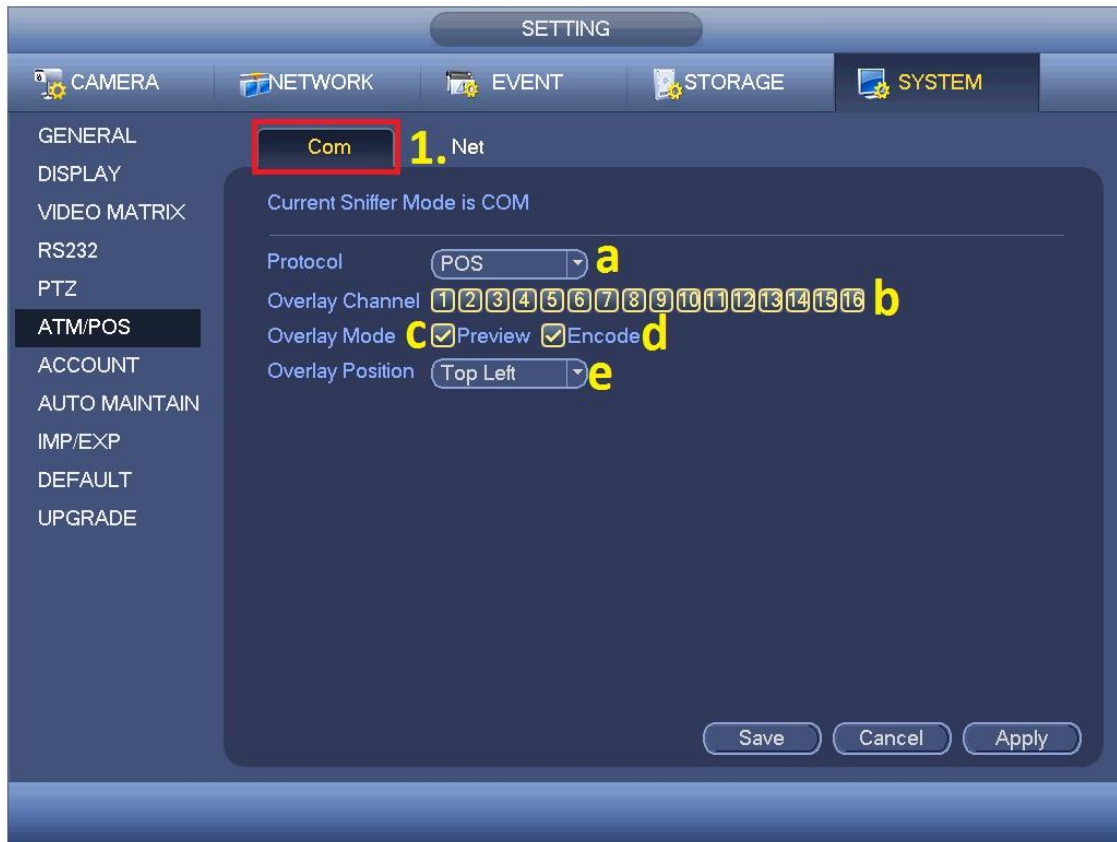 SETTING
CAMERA NETWORK EVENT STORAGE SYSTEM
GENERAL
DISPLAY
VIDEO MATRIX
RS232
PTZ
ATM/POS
ACCOUNT
AUTO MAINTAIN
IMP/EXP
DEFAULT
UPGRADE
Com 1. Net
Current Sniffer Mode is COM
Protocol POS a
Overlay Channel 1 2 3 4 5 6 7 8 9 10 11 12 13 14 15 16 b
Overlay Mode c Preview Encode d
Overlay Position Top Left e
Save Cancel Apply